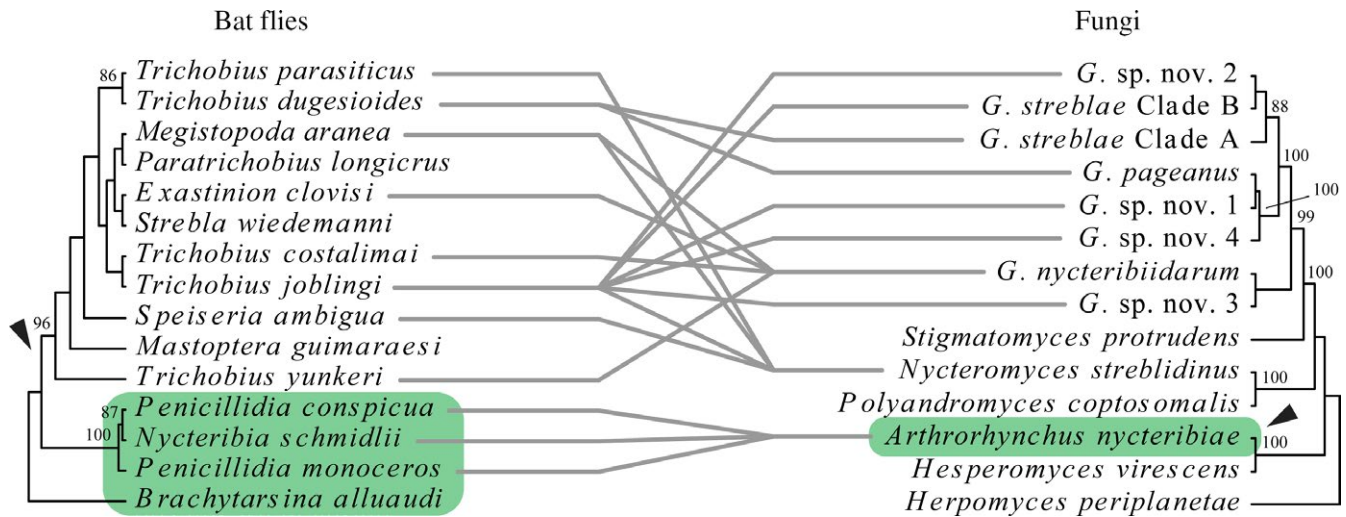 Bat flies
Fungi
Trichobius parasiticus
Trichobius dugesioides
Megistopoda aranea
Paratrichobius longicrus
Exastinion clovisi
Strebla wiedemanni
Trichobius costalimai
Trichobius joblingi
Speiseria ambigua
Mastoptera guimaraesi
Trichobius yunkeri
Penicillidia conspicua
Nycteribia schmidlii
Penicillidia monoceros
Brachytarsina alluaudi
86
96
87
100
G. sp. nov. 2
G. streblae Clade B
G. streblae Clade A
G. pageanus
G. sp. nov. 1
G. sp. nov. 4
G. nycteribiidarum
G. sp. nov. 3
Stigmatomyces protrudens
Nycteromyces streblidinus
Polyandromyces coptosomalis
Arthrorhynchus nycteribiae
Hesperomyces virescens
Herpomyces periplanetae
88
100
100
99
100
100
100